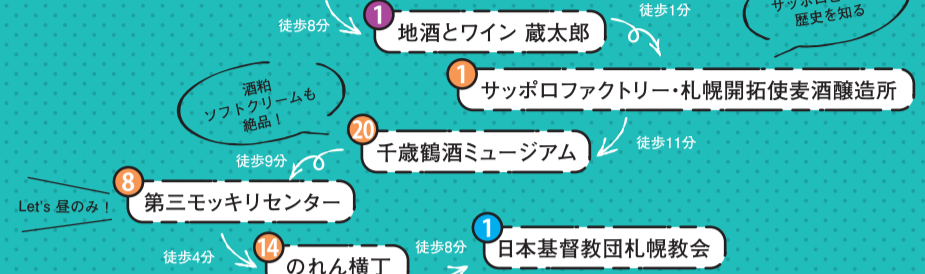 サッポロと
歴史を知る
徒歩8分
1
地酒とワイン 蔵太郎
徒歩1分
1
サッポロファクトリー・札幌開拓使麦酒醸造所
酒粕
ソフトクリームも
絶品！
徒歩11分
20
千歳鶴酒ミュージアム
徒歩9分
8
第三モッキリセンター
Let's 昼のみ！
徒歩4分
14
のれん横丁
徒歩8分
1
日本基督教団札幌教会